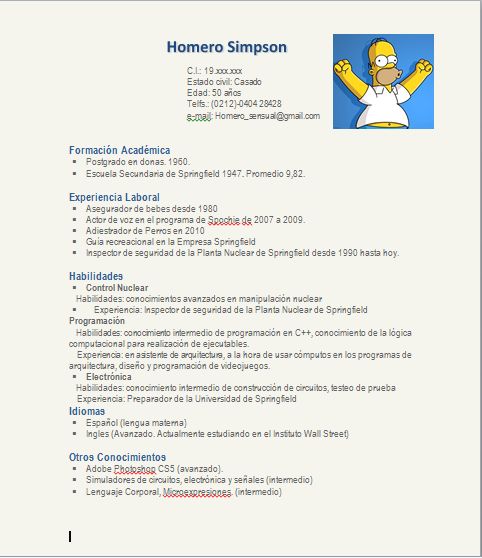 Homero Simpson
C.I.: 19.xxx.xxx
Estado civil: Casado
Edad: 50 años
Telfs.: (0212)-0404 28428
e-mail: Homero_sensual@gmail.com
Formación Académica
▪ Postgrado en donas. 1960.
▪ Escuela Secundaria de Springfield 1947. Promedio 9,82.
Experiencia Laboral
▪ Asegurador de bebes desde 1980
▪ Actor de voz en el programa de Spochie de 2007 a 2009.
▪ Adiestrador de Perros en 2010
▪ Guía recreacional en la Empresa Springfield
▪ Inspector de seguridad de la Planta Nuclear de Springfield desde 1990 hasta hoy.
Habilidades
▪ Control Nuclear
Habilidades: conocimientos avanzados en manipulación nuclear
▪ Experiencia: Inspector de seguridad de la Planta Nuclear de Springfield
Programación
Habilidades: conocimiento intermedio de programación en C++, conocimiento de la lógica
computacional para realización de ejecutables.
Experiencia: en asistente de arquitectura, a la hora de usar cómputos en los programas de
arquitectura, diseño y programación de videojuegos.
▪ Electrónica
Habilidades: conocimiento intermedio de construcción de circuitos, testeo de prueba
Experiencia: Preparador de la Universidad de Springfield
Idiomas
▪ Español (lengua materna)
▪ Ingles (Avanzado. Actualmente estudiando en el Instituto Wall Street)
Otros Conocimientos
▪ Adobe Photoshop CS5 (avanzado).
▪ Simuladores de circuitos, electrónica y señales (intermedio)
▪ Lenguaje Corporal, Microexpresiones. (intermedio)